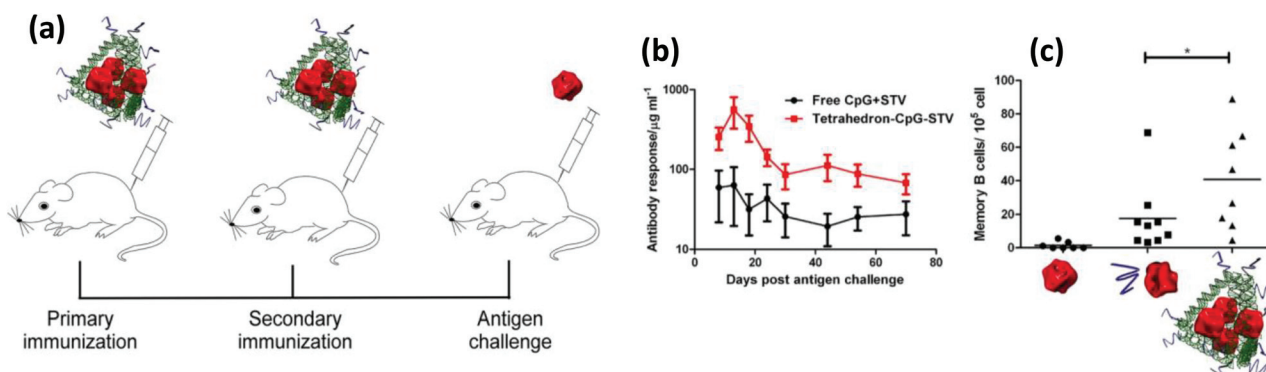 (a)
Primary
immunization
Secondary
immunization
Antigen
challenge
(b)
Antibody response/µg ml⁻¹
1000
100
10
Free CpG+STV
Tetrahedron-CpG-STV
0 20 40 60 80
Days post antigen challenge
(c)
*
Memory B cells/ 10⁵ cell
100
80
60
40
20
0